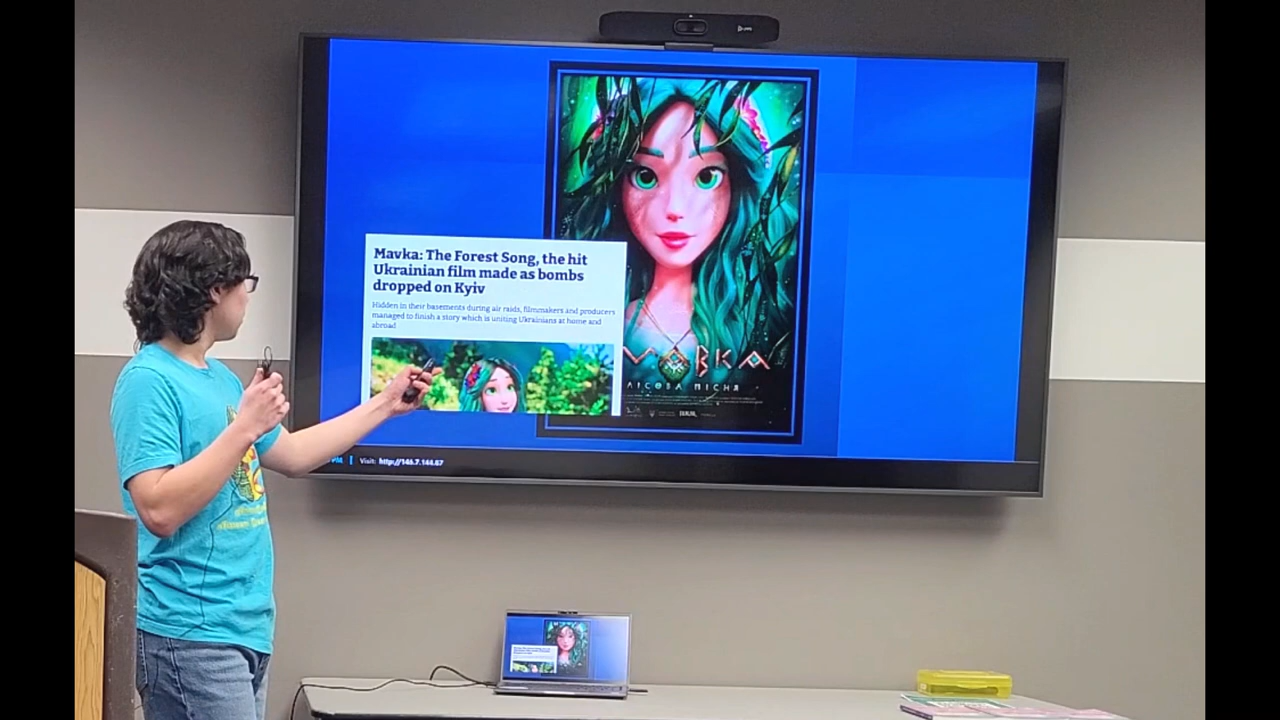 Mavka: The Forest Song, the hit
Ukrainian film made as bombs
dropped on Kyiv
Hidden in their basements during air raids, filmmakers and producers
managed to finish a story which is uniting Ukrainians at home and
abroad
МАВКА
ЛІСОВА ПІСНЯ
PM | Visit: http://146.7.144.87